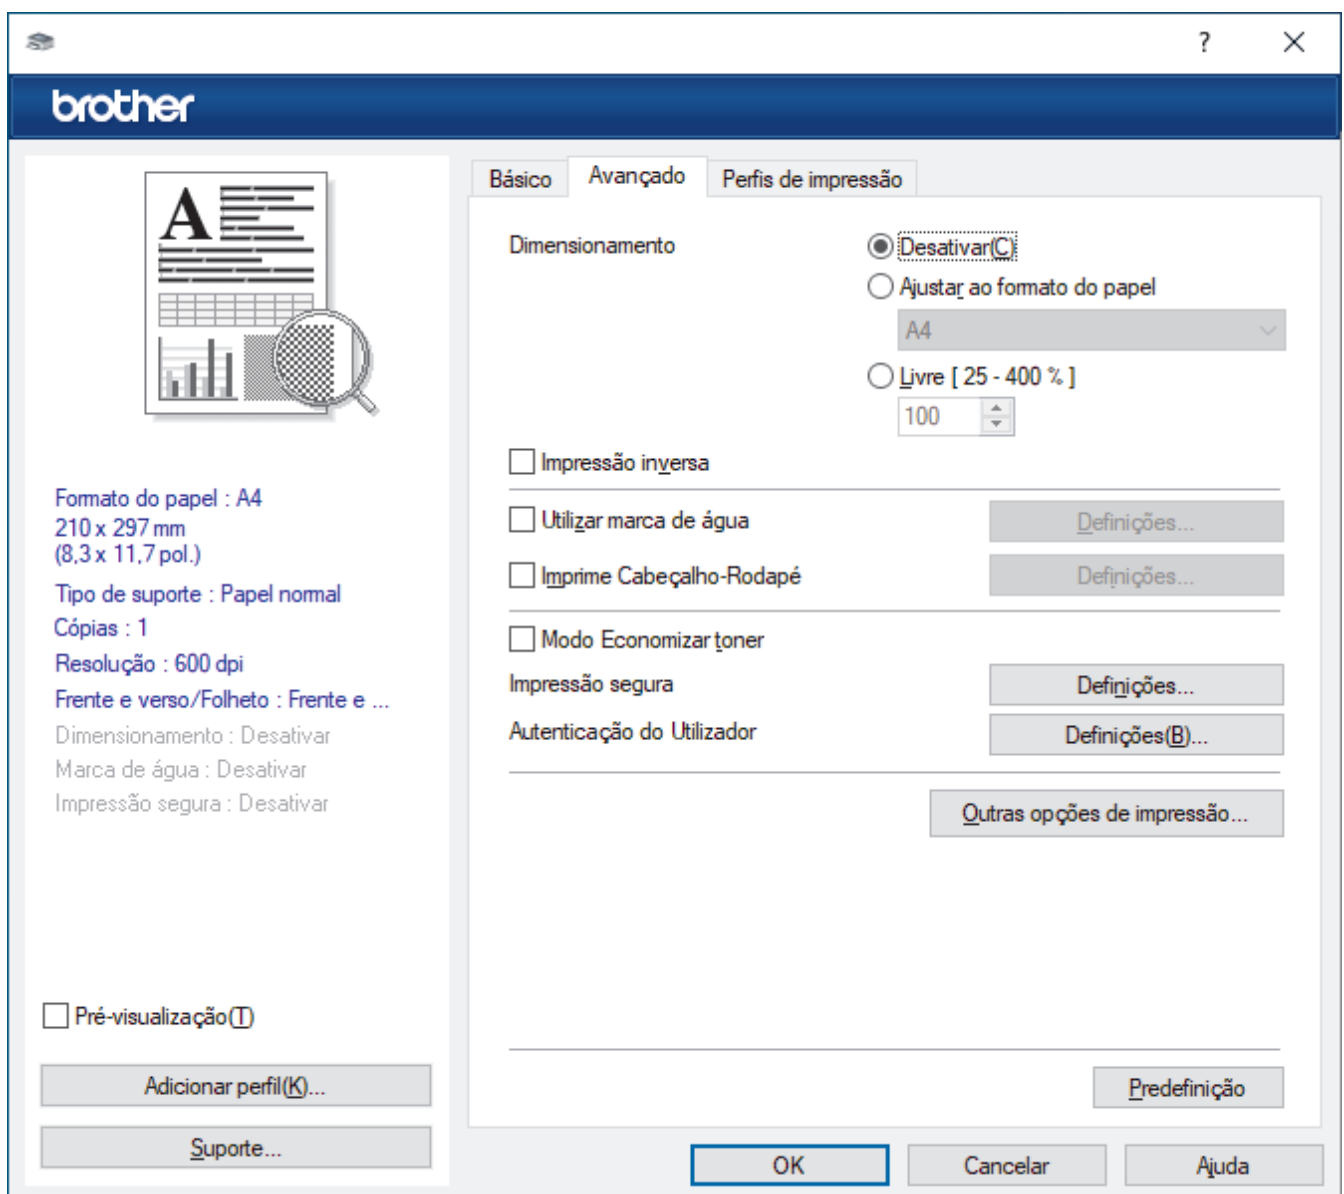 ?
brother
A
Formato do papel : A4
210 x 297 mm
(8,3 x 11,7 pol.)
Tipo de suporte : Papel normal
Cópias : 1
Resolução : 600 dpi
Frente e verso/Folheto : Frente e ...
Dimensionamento : Desativar
Marca de água : Desativar
Impressão segura : Desativar
Pré-visualização(T)
Adicionar perfil(K)...
Suporte...
Básico Avançado Perfis de impressão
Dimensionamento Desativar(C)
Ajustar ao formato do papel
A4
Livre [ 25 - 400 % ]
100
Impressão inversa
Utilizar marca de água Definições...
Imprime Cabeçalho-Rodapé Definições...
Modo Economizar toner
Impressão segura Definições...
Autenticação do Utilizador Definições(B)...
Outras opções de impressão...
Predefinição
OK Cancelar Ajuda